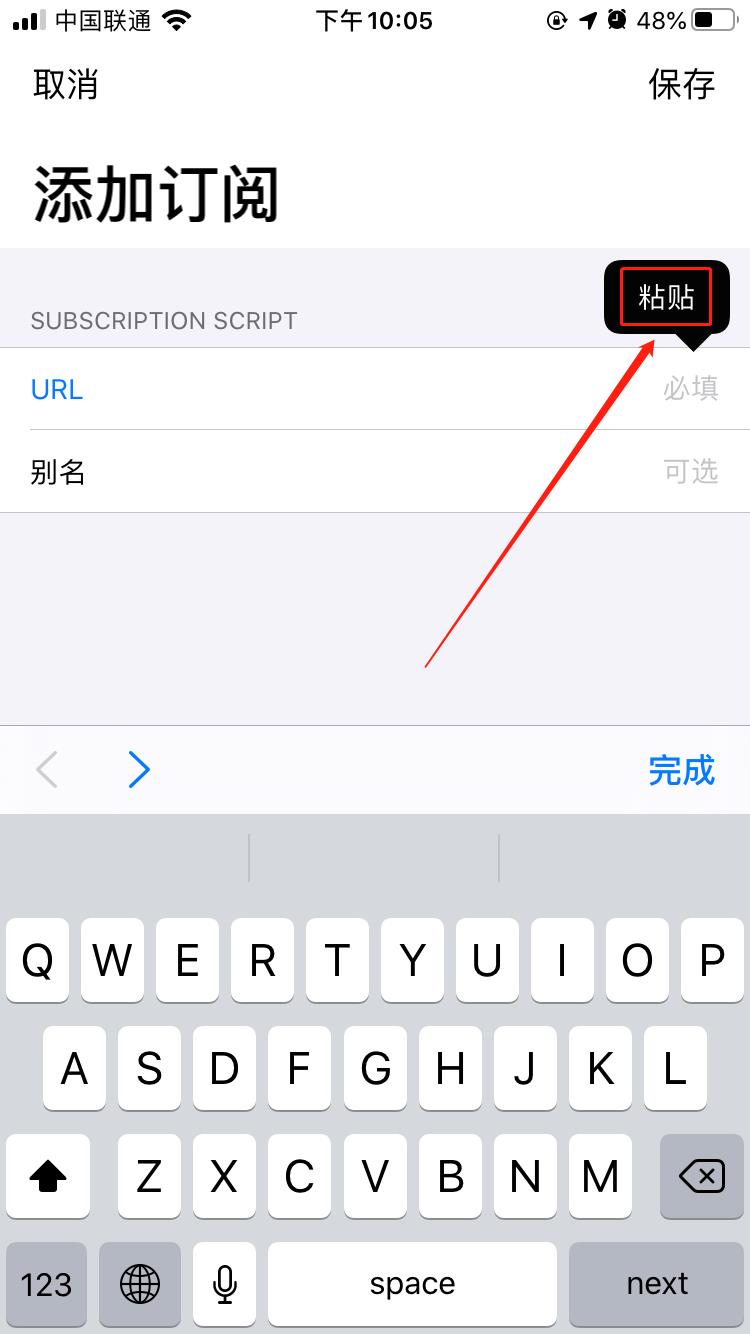 中国联通 下午10:05 48%
取消 保存
添加订阅
粘贴
SUBSCRIPTION SCRIPT
URL 必填
别名 可选
完成
Q W E R T Y U I O P
A S D F G H J K L
Z X C V B N M
123 space next